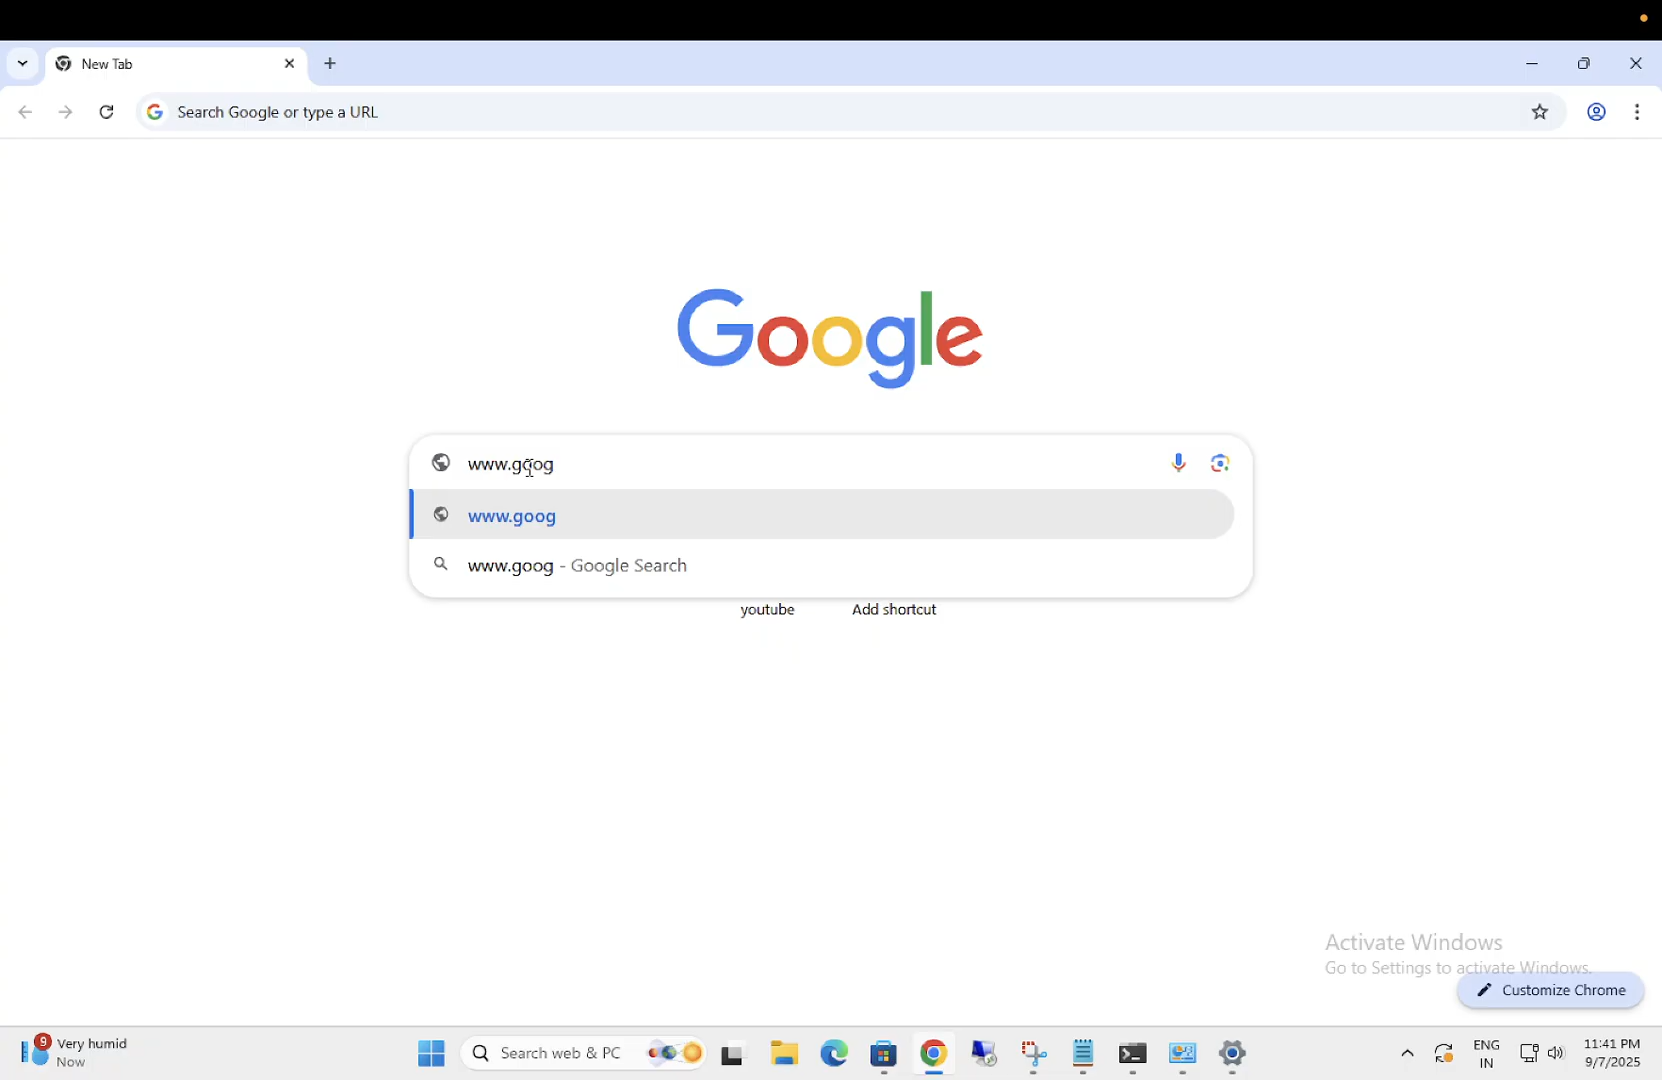 New Tab
Search Google or type a URL
Google
www.goog
www.goog
www.goog - Google Search
youtube Add shortcut
Activate Windows
Go to Settings to activate Windows.
Customize Chrome
9 Very humid
Now
Search web & PC
ENG
IN
11:41 PM
9/7/2025